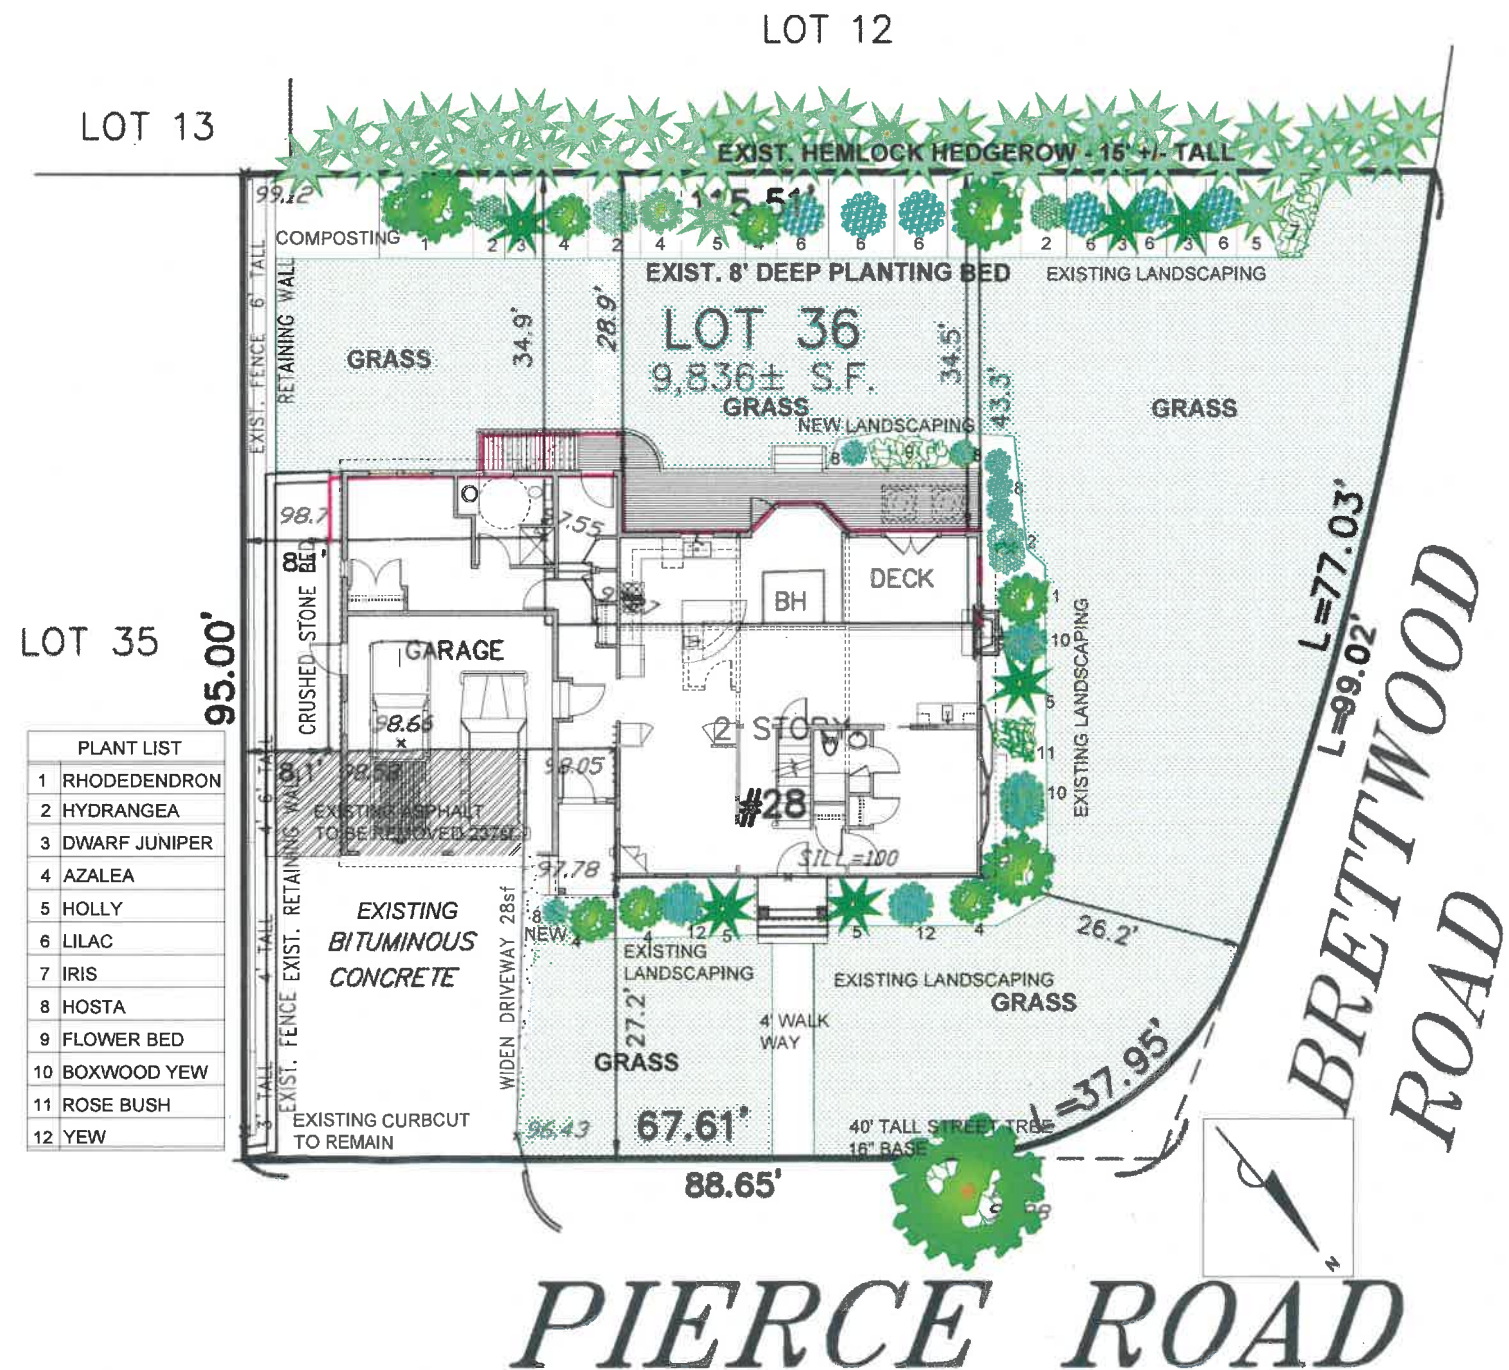 LOT 12
LOT 13
EXIST. HEMLOCK HEDGEROW - 15' +/- TALL
99.12
115.51'
COMPOSTING
1
2
3
4
2
4
5
4
6
6
6
2
6
3
6
3
6
5
7
EXIST. 8' DEEP PLANTING BED
EXISTING LANDSCAPING
EXIST. FENCE 6' TALL
RETAINING WALL
34.9'
28.9'
LOT 36
9,836± S.F.
34.5'
43.3'
GRASS
GRASS
GRASS
NEW LANDSCAPING
8
9
8
8
2
98.7
8.1'
CRUSHED STONE BED
DECK
BH
L=77.03'
L=99.02'
BRETTWOOD
ROAD
LOT 35
95.00'
GARAGE
98.66
2 STORY
#28
1
10
5
11
10
EXISTING LANDSCAPING
PLANT LIST
1 RHODEDENDRON
2 HYDRANGEA
3 DWARF JUNIPER
4 AZALEA
5 HOLLY
6 LILAC
7 IRIS
8 HOSTA
9 FLOWER BED
10 BOXWOOD YEW
11 ROSE BUSH
12 YEW
8.1'
98.05
EXISTING ASPHALT
TO BE REMOVED 237sf
SILL=100
97.78
EXIST. FENCE EXIST. RETAINING WALL
3' TALL
4' TALL
4'
6' TALL
EXISTING
BITUMINOUS
CONCRETE
WIDEN DRIVEWAY 28sf
8
NEW
4
4
12
5
5
12
4
EXISTING
LANDSCAPING
EXISTING LANDSCAPING
GRASS
26.2'
27.2'
4' WALK
WAY
GRASS
L=37.95'
EXISTING CURBCUT
TO REMAIN
96.43
67.61'
40' TALL STREET TREE
16" BASE
88.65'
N
PIERCE ROAD